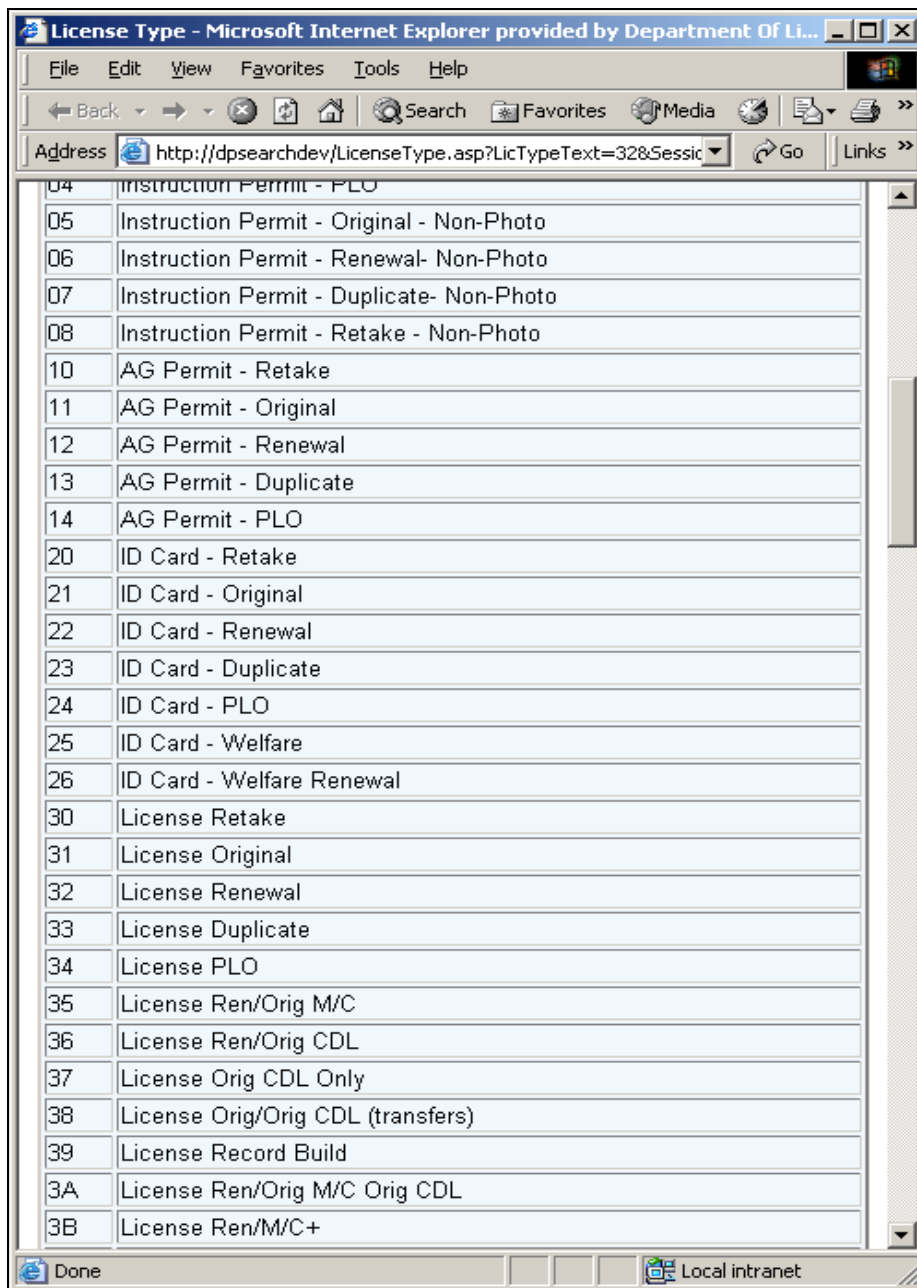 License Type - Microsoft Internet Explorer provided by Department Of Li...
File Edit View Favorites Tools Help
Back Search Favorites Media »
Address http://dpsearchdev/LicenseType.asp?LicTypeText=32&Sessic Go Links »
04 Instruction Permit - PLO
05 Instruction Permit - Original - Non-Photo
06 Instruction Permit - Renewal- Non-Photo
07 Instruction Permit - Duplicate- Non-Photo
08 Instruction Permit - Retake - Non-Photo
10 AG Permit - Retake
11 AG Permit - Original
12 AG Permit - Renewal
13 AG Permit - Duplicate
14 AG Permit - PLO
20 ID Card - Retake
21 ID Card - Original
22 ID Card - Renewal
23 ID Card - Duplicate
24 ID Card - PLO
25 ID Card - Welfare
26 ID Card - Welfare Renewal
30 License Retake
31 License Original
32 License Renewal
33 License Duplicate
34 License PLO
35 License Ren/Orig M/C
36 License Ren/Orig CDL
37 License Orig CDL Only
38 License Orig/Orig CDL (transfers)
39 License Record Build
3A License Ren/Orig M/C Orig CDL
3B License Ren/M/C+
Done Local intranet